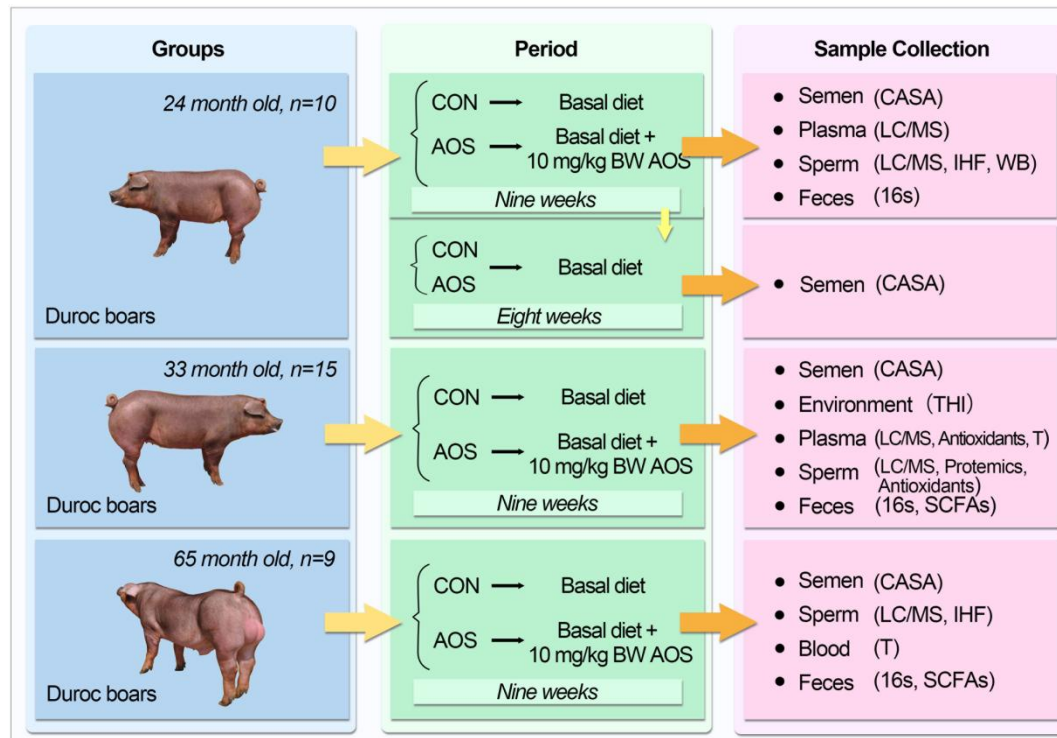 Groups
Period
Sample Collection
24 month old, n=10
Duroc boars
CON → Basal diet
AOS → Basal diet +
10 mg/kg BW AOS
Nine weeks
● Semen (CASA)
● Plasma (LC/MS)
● Sperm (LC/MS, IHF, WB)
● Feces (16s)
CON
AOS → Basal diet
Eight weeks
● Semen (CASA)
33 month old, n=15
Duroc boars
CON → Basal diet
AOS → Basal diet +
10 mg/kg BW AOS
Nine weeks
● Semen (CASA)
● Environment (THI)
● Plasma (LC/MS, Antioxidants, T)
● Sperm (LC/MS, Protemics,
Antioxidants)
● Feces (16s, SCFAs)
65 month old, n=9
Duroc boars
CON → Basal diet
AOS → Basal diet +
10 mg/kg BW AOS
Nine weeks
● Semen (CASA)
● Sperm (LC/MS, IHF)
● Blood (T)
● Feces (16s, SCFAs)